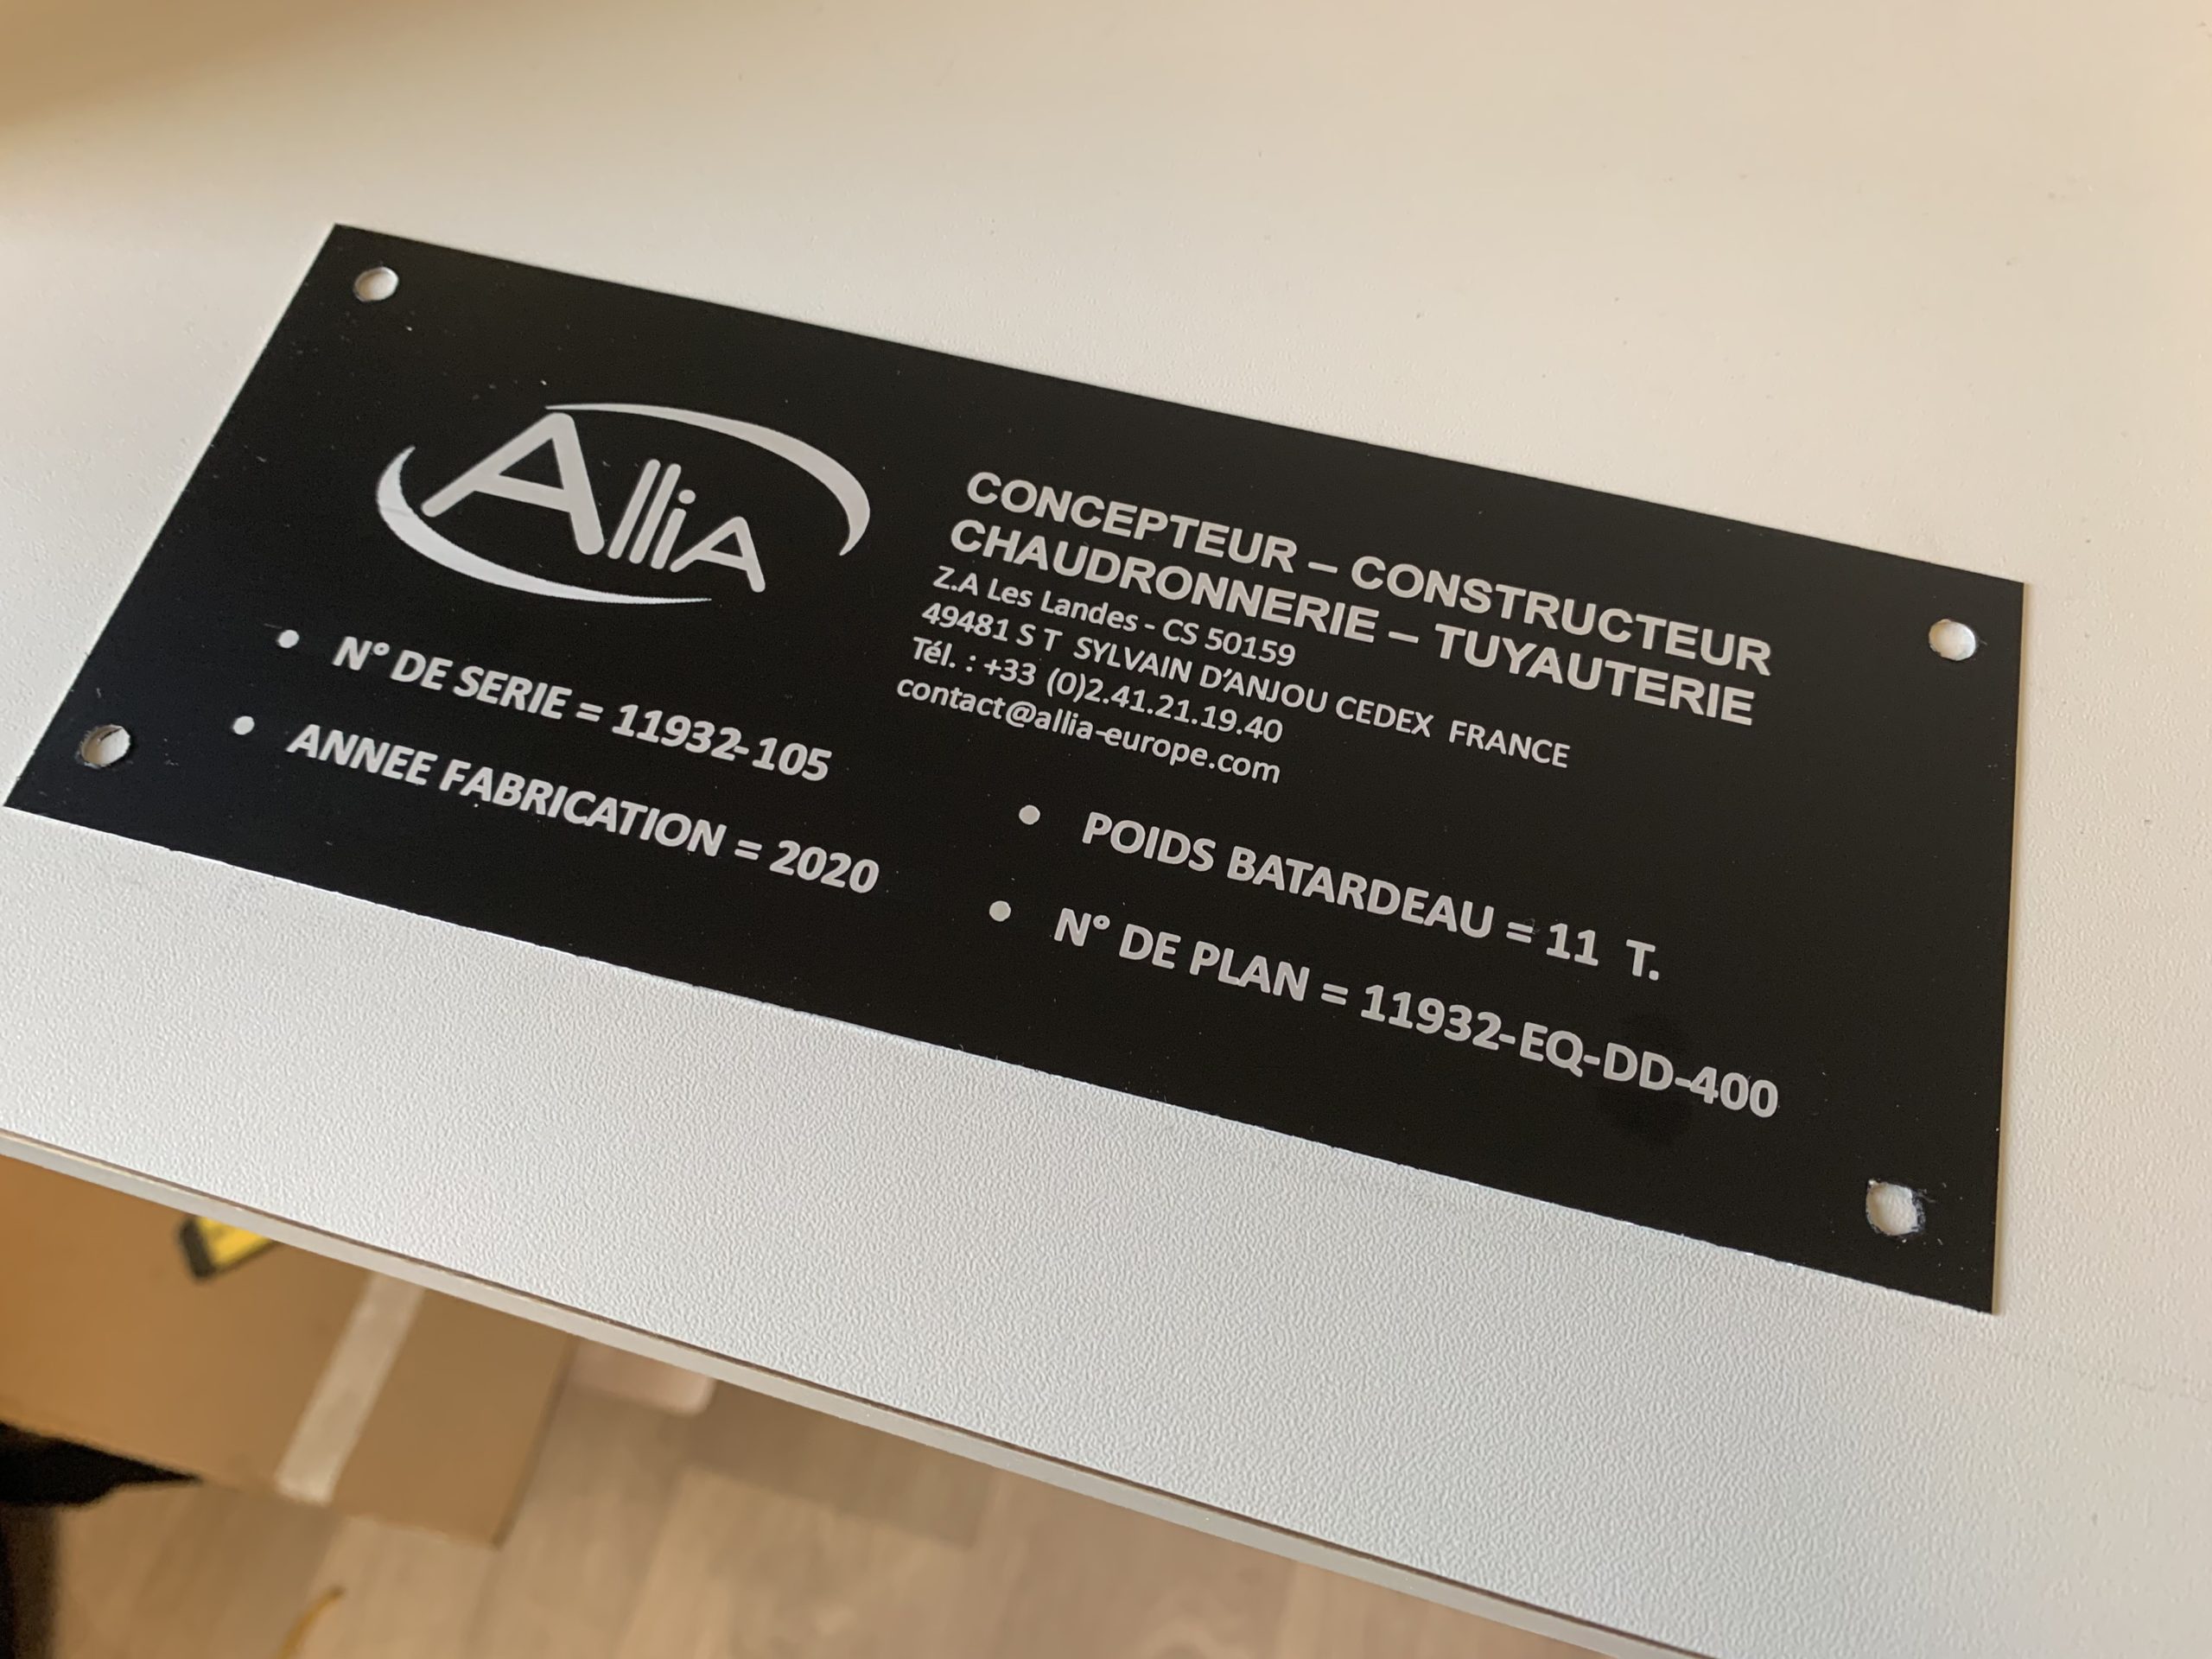 AlliA
CONCEPTEUR – CONSTRUCTEUR
CHAUDRONNERIE – TUYAUTERIE
Z.A Les Landes - CS 50159
49481 S T SYLVAIN D'ANJOU CEDEX FRANCE
Tél. : +33 (0)2.41.21.19.40
contact@allia-europe.com
• N° DE SERIE = 11932-105
• ANNEE FABRICATION = 2020
• POIDS BATARDEAU = 11 T.
• N° DE PLAN = 11932-EQ-DD-400